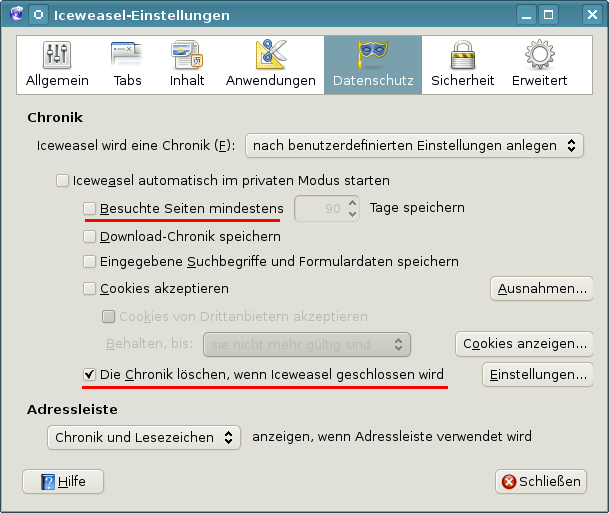 Iceweasel-Einstellungen
Allgemein Tabs Inhalt Anwendungen Datenschutz Sicherheit Erweitert
Chronik
Iceweasel wird eine Chronik (F): nach benutzerdefinierten Einstellungen anlegen
Iceweasel automatisch im privaten Modus starten
Besuchte Seiten mindestens 90 Tage speichern
Download-Chronik speichern
Eingegebene Suchbegriffe und Formulardaten speichern
Cookies akzeptieren Ausnahmen...
Cookies von Drittanbietern akzeptieren
Behalten, bis: sie nicht mehr gültig sind Cookies anzeigen...
Die Chronik löschen, wenn Iceweasel geschlossen wird Einstellungen...
Adressleiste
Chronik und Lesezeichen anzeigen, wenn Adressleiste verwendet wird
Hilfe Schließen